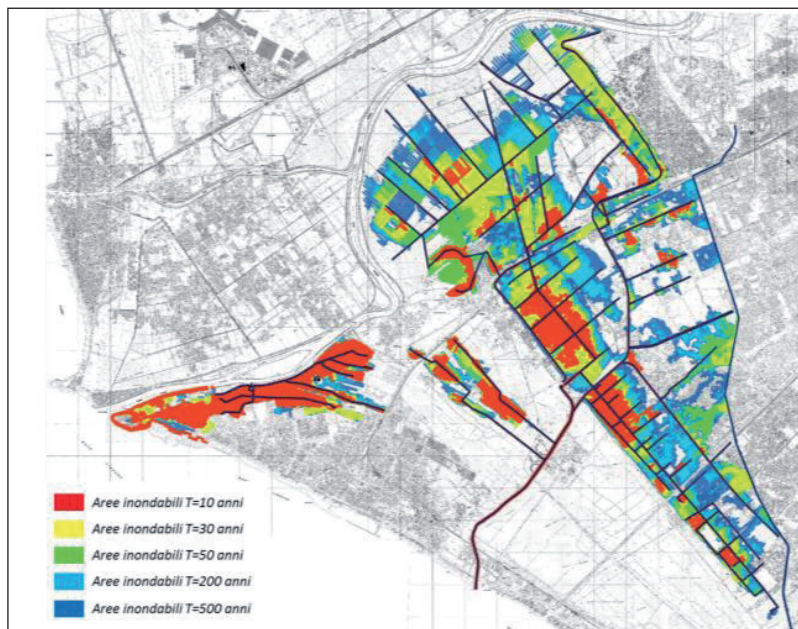 Aree inondabili T=10 anni
Aree inondabili T=30 anni
Aree inondabili T=50 anni
Aree inondabili T=200 anni
Aree inondabili T=500 anni